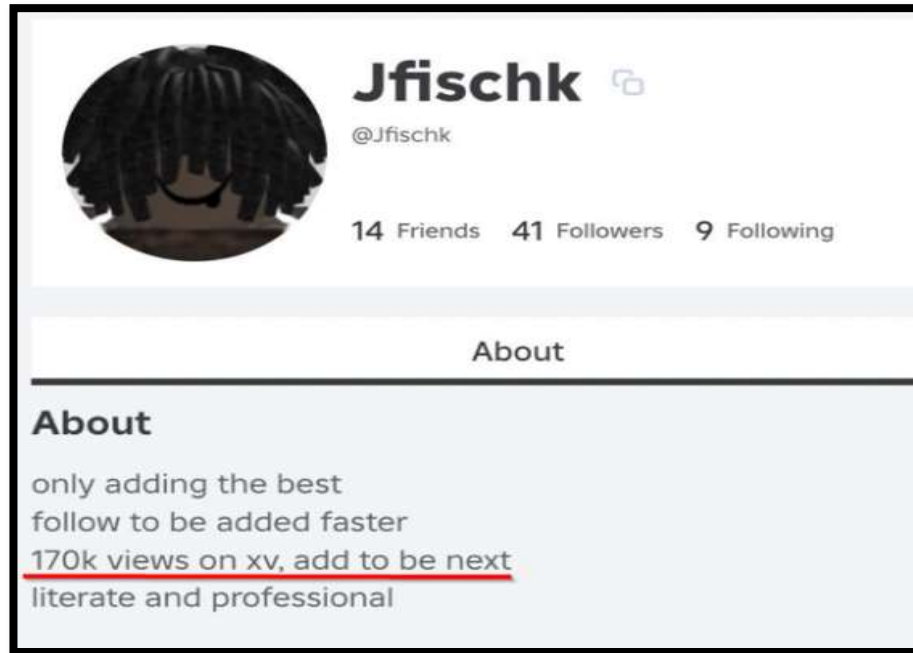 Jfischk
@Jfischk
14 Friends 41 Followers 9 Following
About
About
only adding the best
follow to be added faster
170k views on xv, add to be next
literate and professional